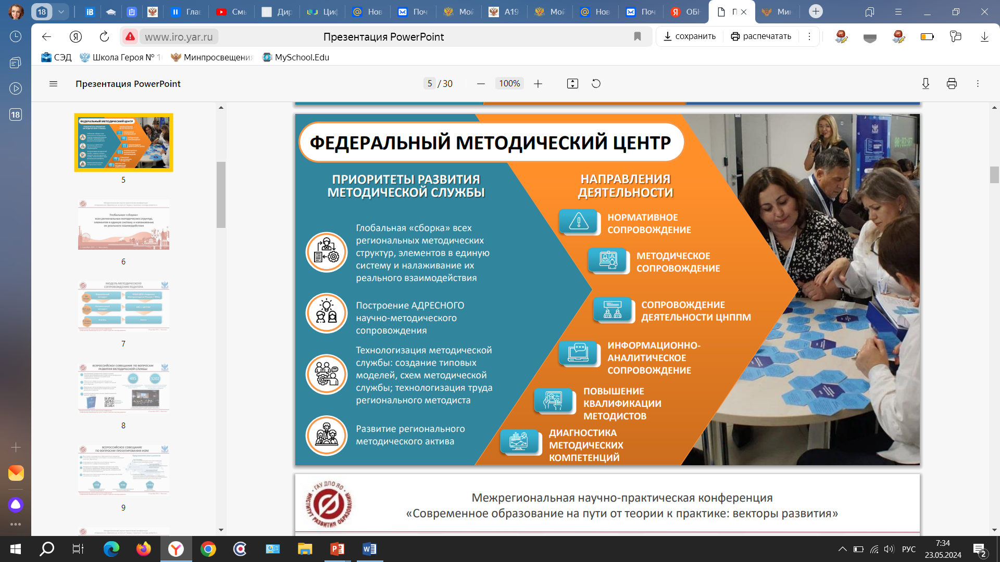 18
iB
Гла
Смь
Дир
Циф
Нов
Поч
Мой
А19
Мой
Нов
Поч
ОБН
П
Мин
www.iro.yar.ru
Презентация PowerPoint
сохранить
распечатать
СЭД
Школа Героя № 1
Минпросвещения
MySchool.Edu
Презентация PowerPoint
5 / 30
100%
18
5
6
7
8
9
ФЕДЕРАЛЬНЫЙ МЕТОДИЧЕСКИЙ ЦЕНТР
ПРИОРИТЕТЫ РАЗВИТИЯ
МЕТОДИЧЕСКОЙ СЛУЖБЫ
Глобальная «сборка» всех
региональных методических
структур, элементов в единую
систему и налаживание их
реального взаимодействия
Построение АДРЕСНОГО
научно-методического
сопровождения
Технологизация методической
службы: создание типовых
моделей, схем методической
службы; технологизация труда
регионального методиста
Развитие регионального
методического актива
НАПРАВЛЕНИЯ
ДЕЯТЕЛЬНОСТИ
НОРМАТИВНОЕ
СОПРОВОЖДЕНИЕ
МЕТОДИЧЕСКОЕ
СОПРОВОЖДЕНИЕ
СОПРОВОЖДЕНИЕ
ДЕЯТЕЛЬНОСТИ ЦНППМ
ИНФОРМАЦИОННО-
АНАЛИТИЧЕСКОЕ
СОПРОВОЖДЕНИЕ
ПОВЫШЕНИЕ
КВАЛИФИКАЦИИ
МЕТОДИСТОВ
ДИАГНОСТИКА
МЕТОДИЧЕСКИХ
КОМПЕТЕНЦИЙ
ГАУ ДПО ЯО
ИНСТИТУТ РАЗВИТИЯ ОБРАЗОВАНИЯ
Межрегиональная научно-практическая конференция
«Современное образование на пути от теории к практике: векторы развития»
РУС
7:34
23.05.2024
2